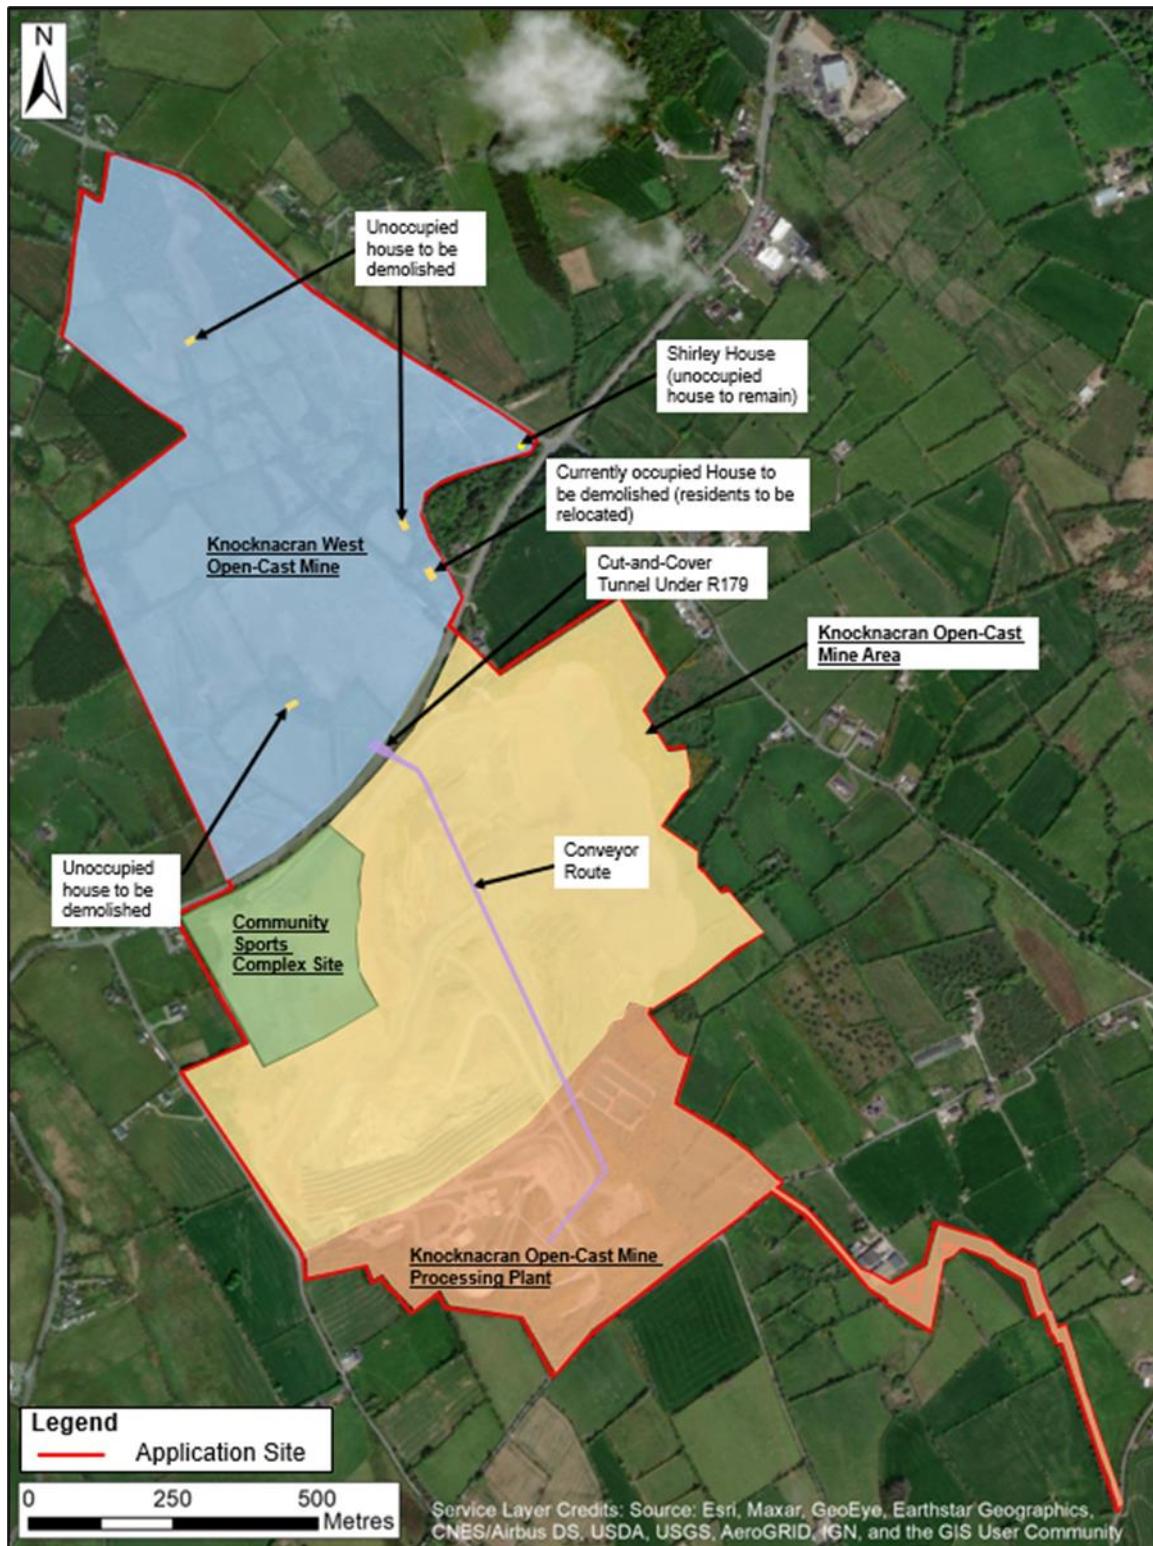 N
Unoccupied
house to be
demolished
Shirley House
(unoccupied
house to remain)
Currently occupied House to
be demolished (residents to be
relocated)
Knocknacran West
Open-Cast Mine
Cut-and-Cover
Tunnel Under R179
Knocknacran Open-Cast
Mine Area
Conveyor
Route
Unoccupied
house to be
demolished
Community
Sports
Complex Site
Knocknacran Open-Cast Mine
Processing Plant
Legend
Application Site
0 250 500
Metres
Service Layer Credits: Source: Esri, Maxar, GeoEye, Earthstar Geographics,
CNES/Airbus DS, USDA, USGS, AeroGRID, IGN, and the GIS User Community